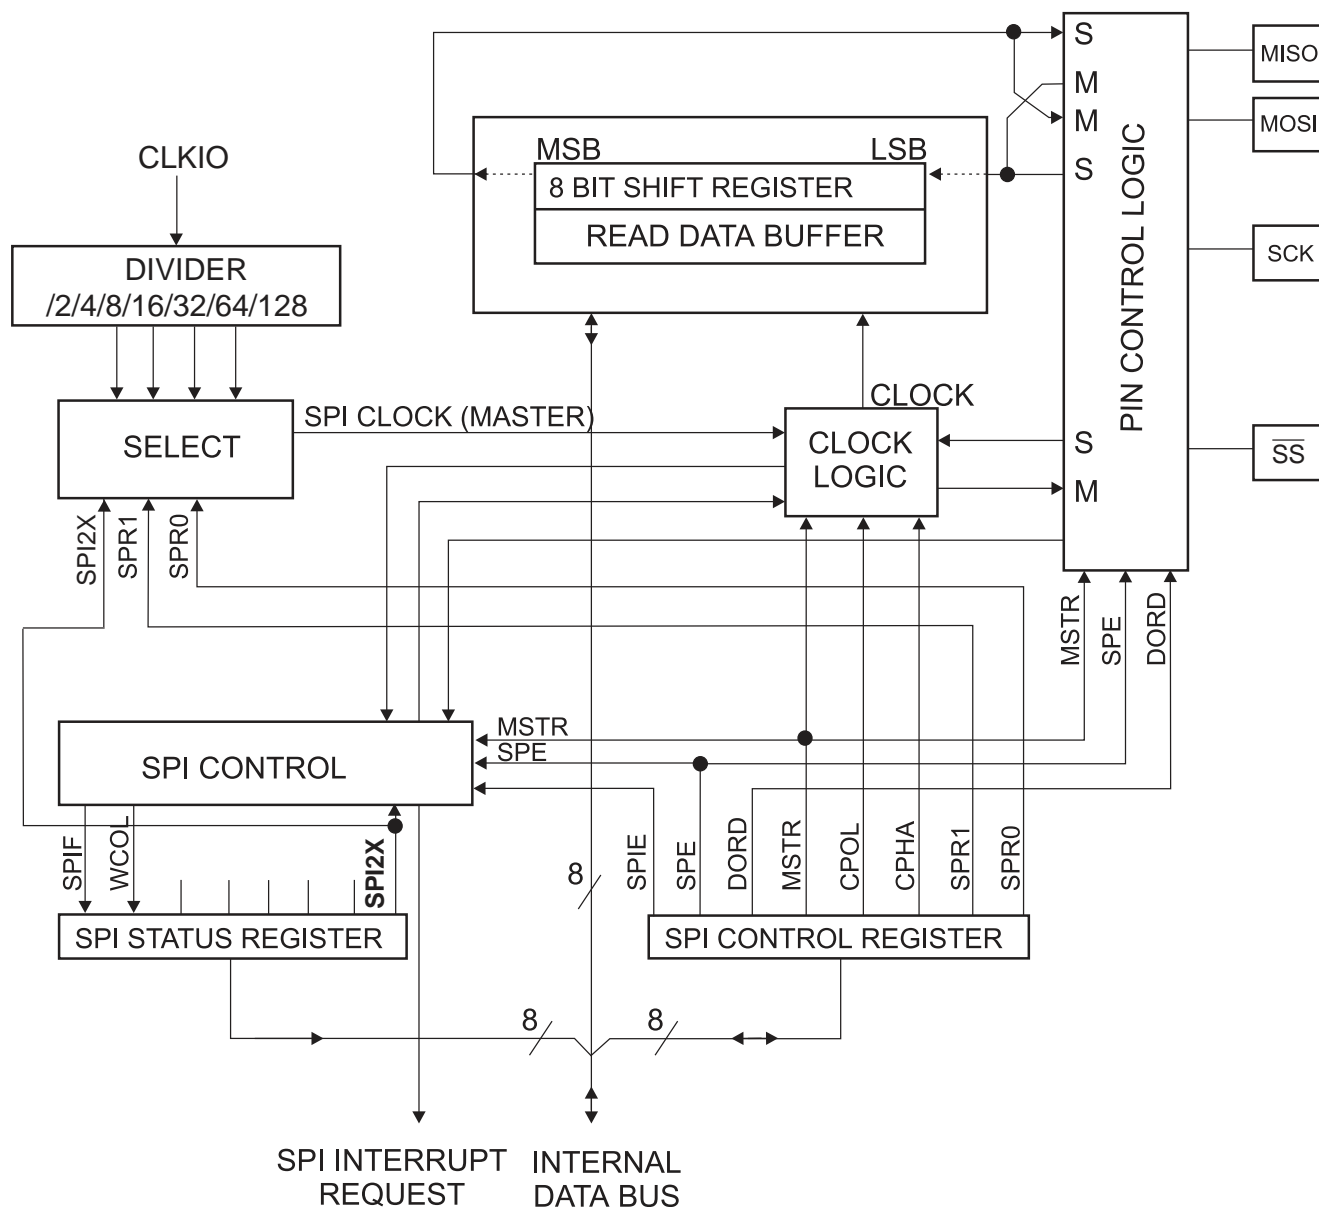 S
MISO
M
M
MOSI
S
MSB
LSB
8 BIT SHIFT REGISTER
READ DATA BUFFER
PIN CONTROL LOGIC
CLKIO
DIVIDER
/2/4/8/16/32/64/128
SCK
SELECT
SPI CLOCK (MASTER)
CLOCK
CLOCK
LOGIC
S
M
SS
SPI2X
SPR1
SPR0
MSTR
SPE
DORD
MSTR
SPE
SPI CONTROL
SPIF
WCOL
SPI2X
8
SPIE
SPE
DORD
MSTR
CPOL
CPHA
SPR1
SPR0
SPI STATUS REGISTER
SPI CONTROL REGISTER
8
8
SPI INTERRUPT
REQUEST
INTERNAL
DATA BUS